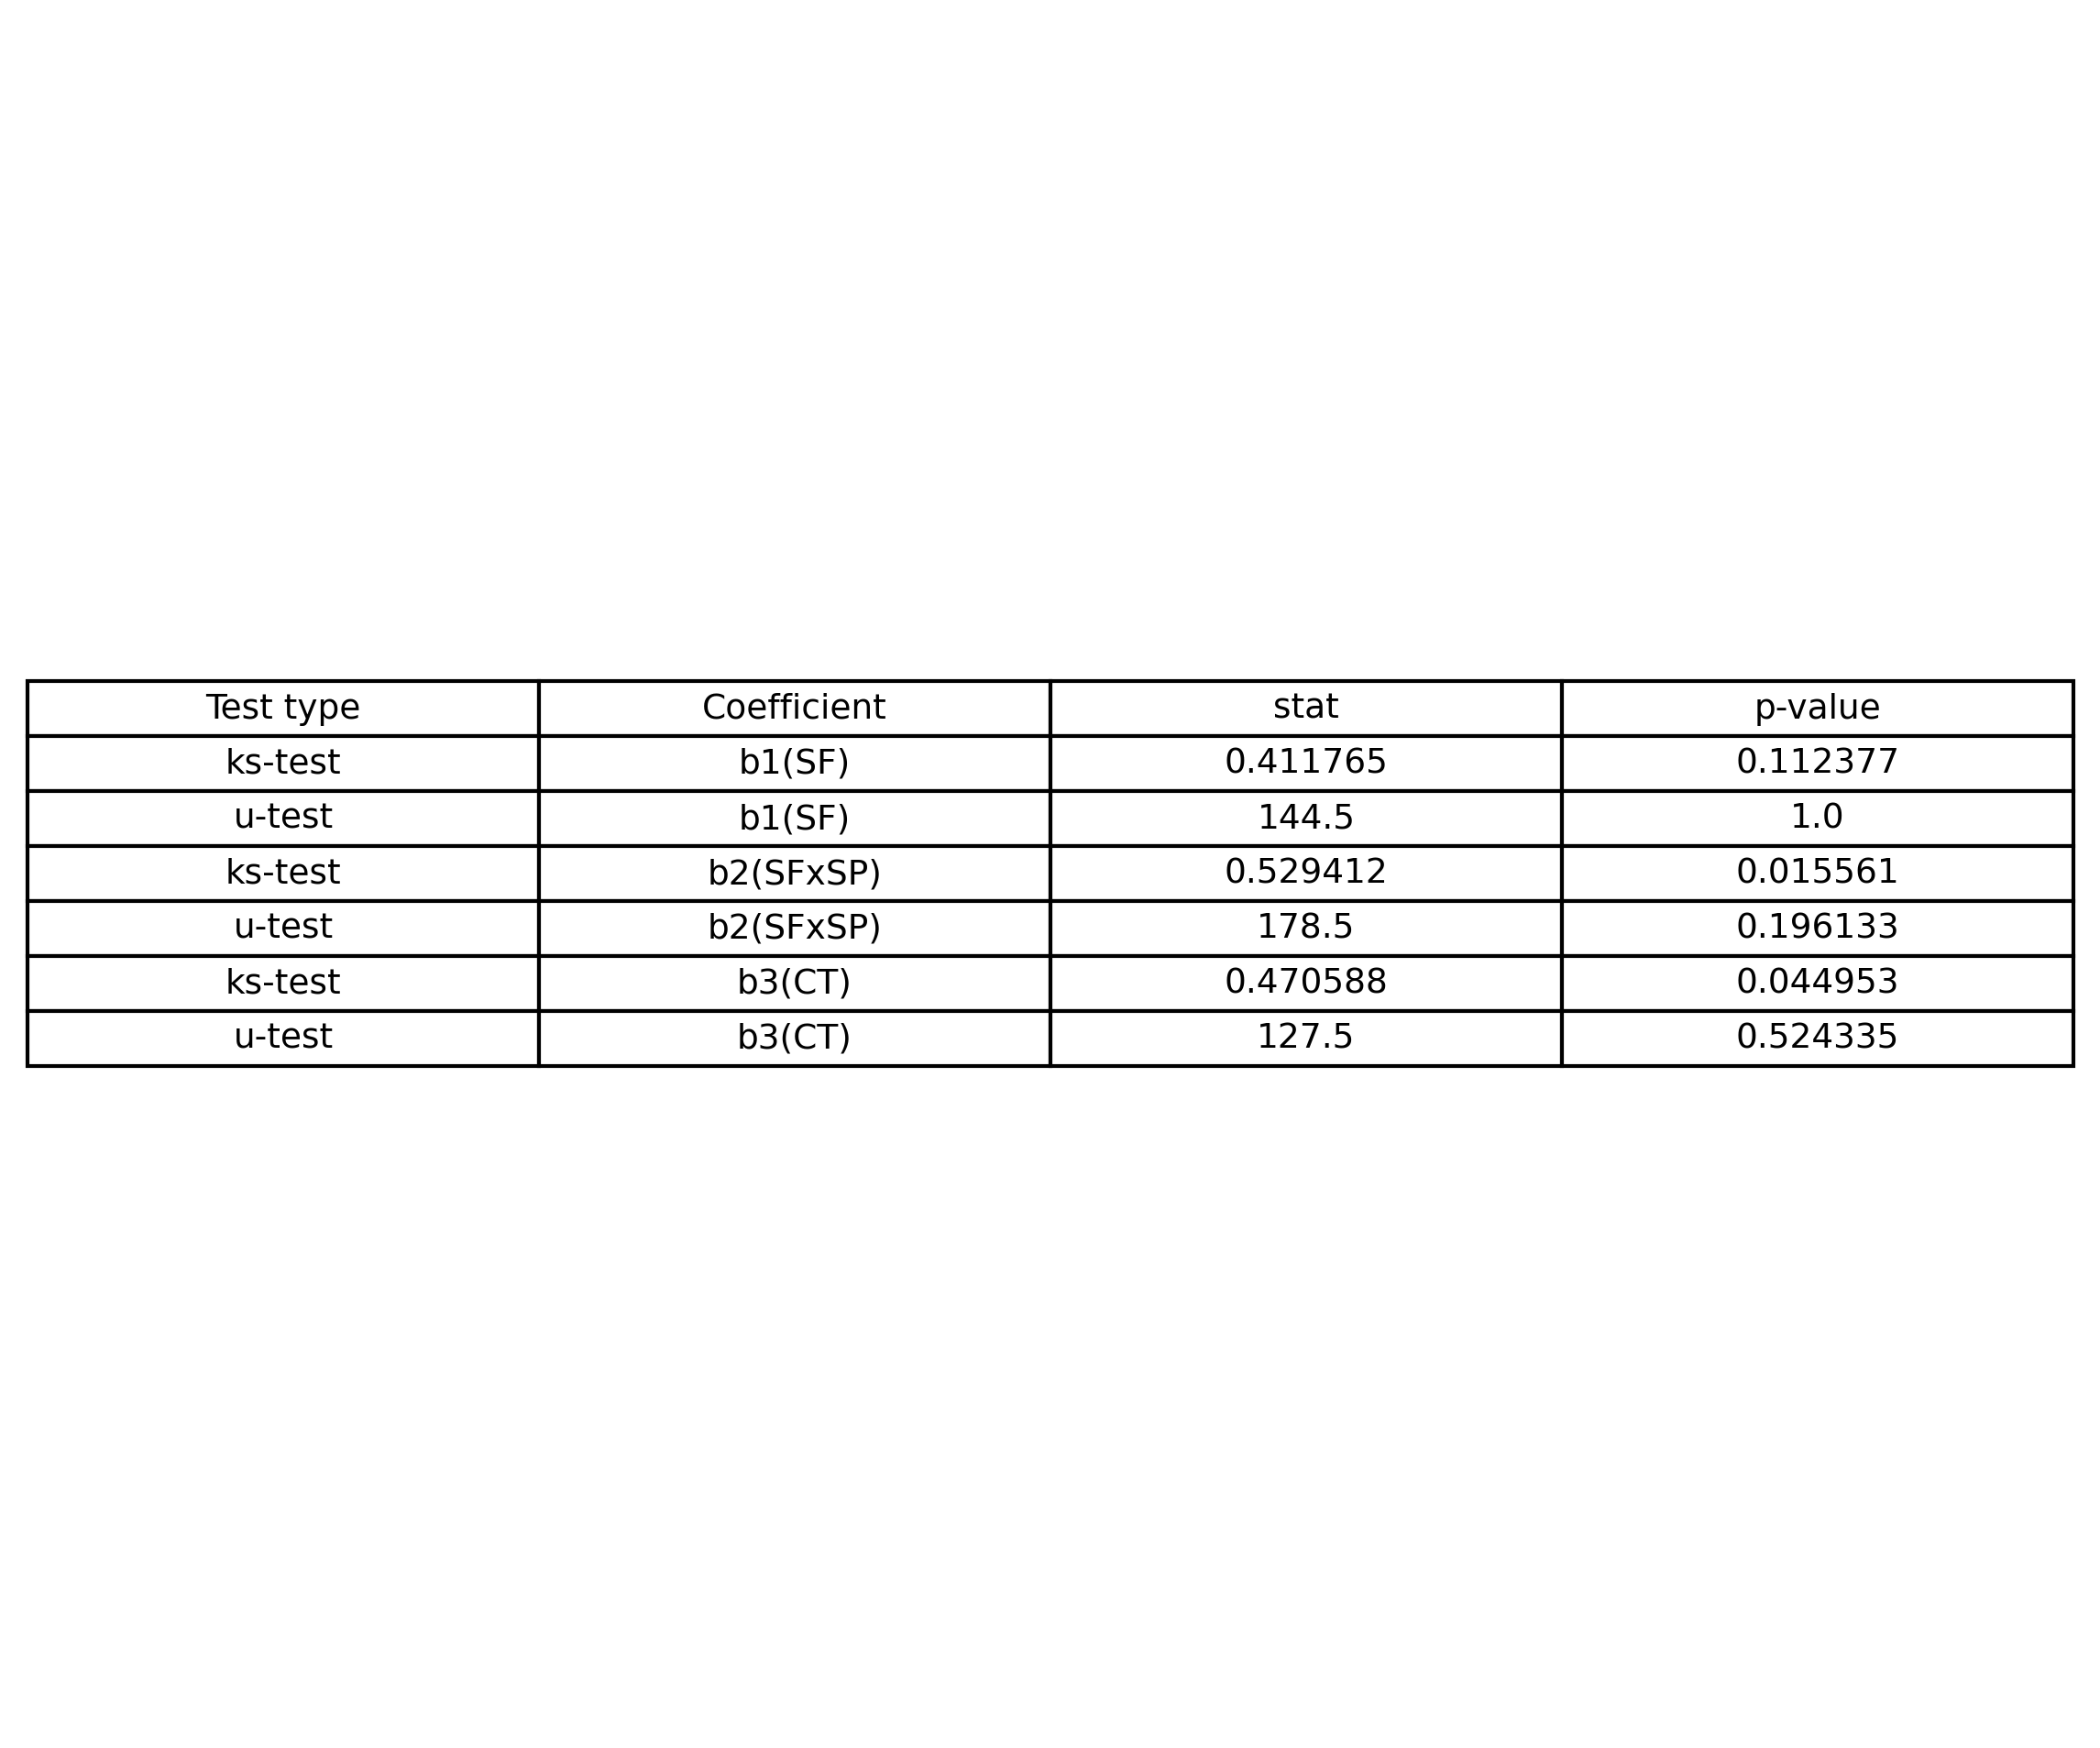 Test type Coefficient stat p-value
ks-test b1(SF) 0.411765 0.112377
u-test b1(SF) 144.5 1.0
ks-test b2(SFxSP) 0.529412 0.015561
u-test b2(SFxSP) 178.5 0.196133
ks-test b3(CT) 0.470588 0.044953
u-test b3(CT) 127.5 0.524335